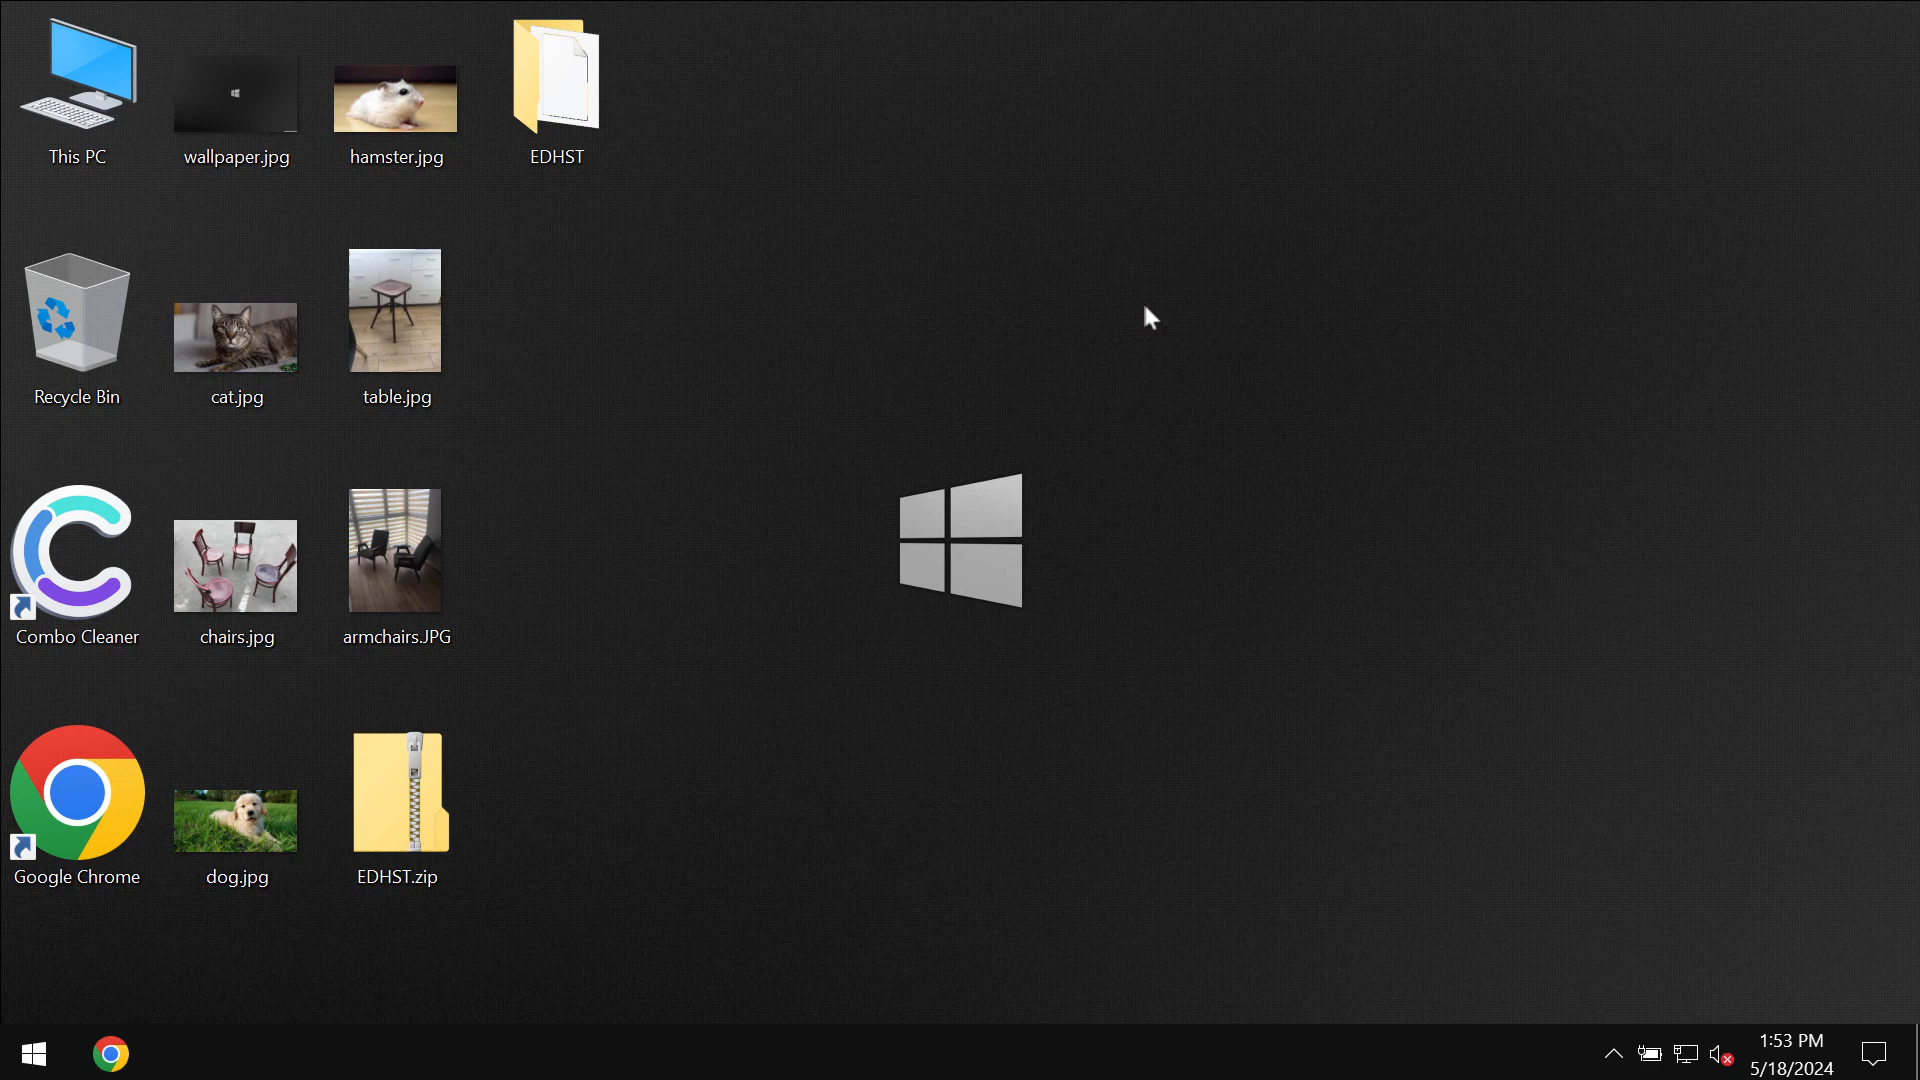 This PC
wallpaper.jpg
hamster.jpg
EDHST
Recycle Bin
cat.jpg
table.jpg
Combo Cleaner
chairs.jpg
armchairs.JPG
Google Chrome
dog.jpg
EDHST.zip
1:53 PM
5/18/2024